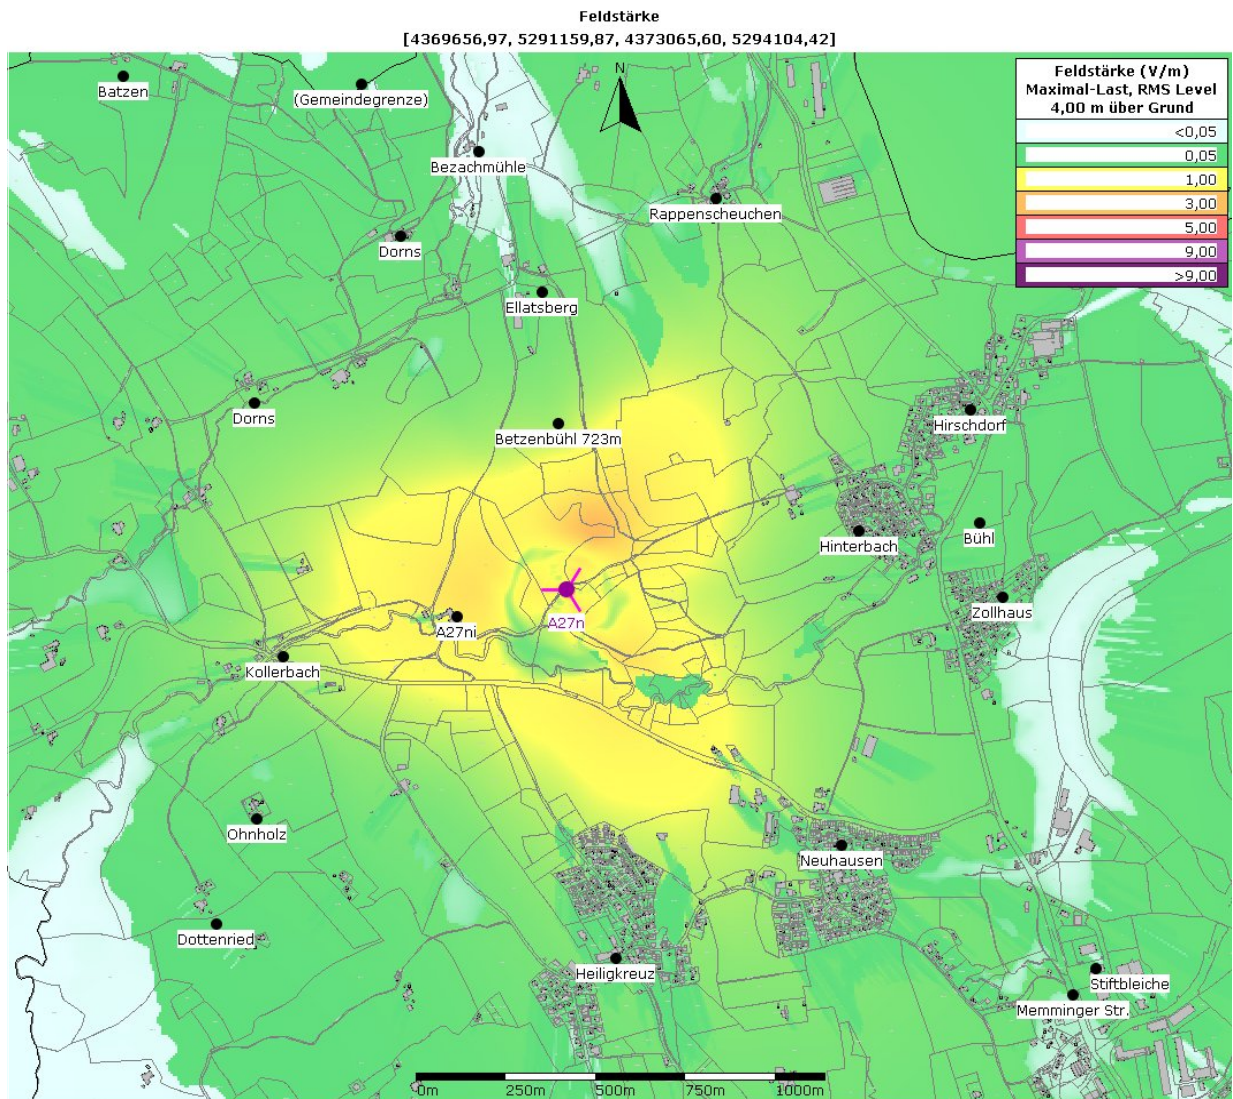 Feldstärke
[4369656,97, 5291159,87, 4373065,60, 5294104,42]
N
Feldstärke (V/m)
Maximal-Last, RMS Level
4,00 m über Grund
<0,05
0,05
1,00
3,00
5,00
9,00
>9,00
Batzen
(Gemeindegrenze)
Bezachmühle
Rappenscheuchen
Dorns
Ellatsberg
Dorns
Betzenbühl 723m
Hirschdorf
Hinterbach
Bühl
Zollhaus
A27n
A27ni
Kollerbach
Ohnholz
Neuhausen
Dottenried
Heiligkreuz
Stiftbleiche
Memminger Str.
0m 250m 500m 750m 1000m